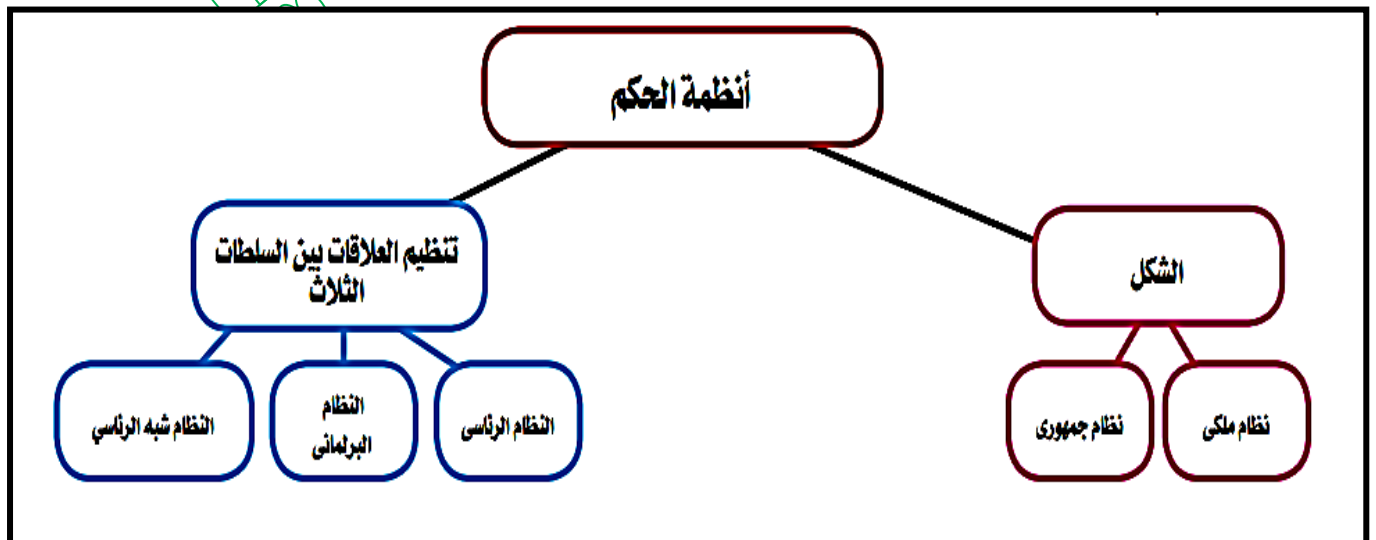 أنظمة الحكم
الشكل
تنظيم العلاقات بين السلطات
الثلاث
نظام ملكى
نظام جمهورى
النظام الرئاسى
النظام
البرلمانى
النظام شبه الرئاسي